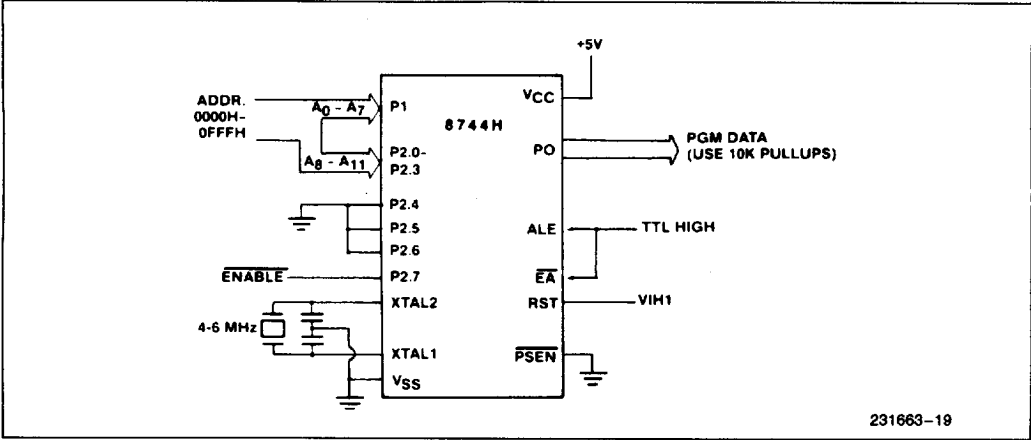 +5V
ADDR.
0000H-
0FFFH
A0 - A7
P1
VCC
8744H
P2.0-
P2.3
A8 - A11
PO
PGM DATA
(USE 10K PULLUPS)
P2.4
P2.5
P2.6
ALE
TTL HIGH
ENABLE
P2.7
EA
XTAL2
RST
VIH1
4-6 MHz
XTAL1
PSEN
VSS
231663-19